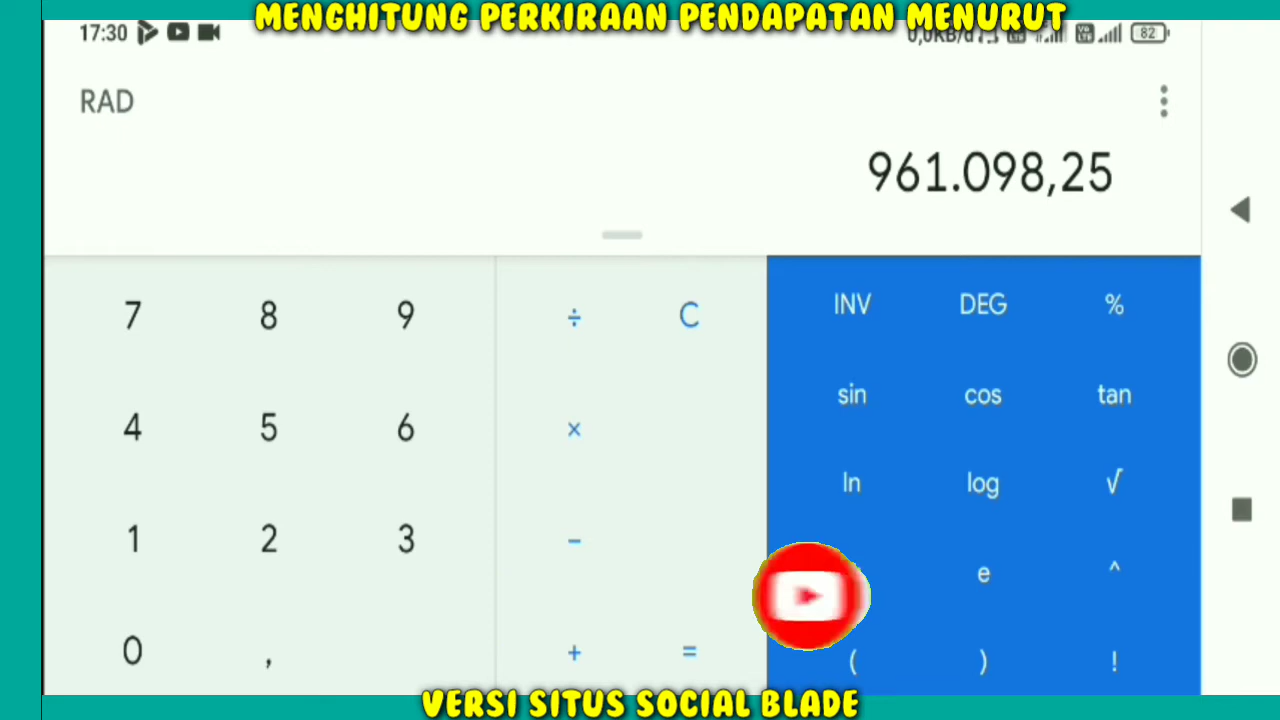 MENGHITUNG PERKIRAAN PENDAPATAN MENURUT
17:30
82
RAD
961.098,25
7 8 9 ÷ C INV DEG %
4 5 6 × sin cos tan
1 2 3 − ln log √
e ^
0 , + = ( ) !
VERSI SITUS SOCIAL BLADE